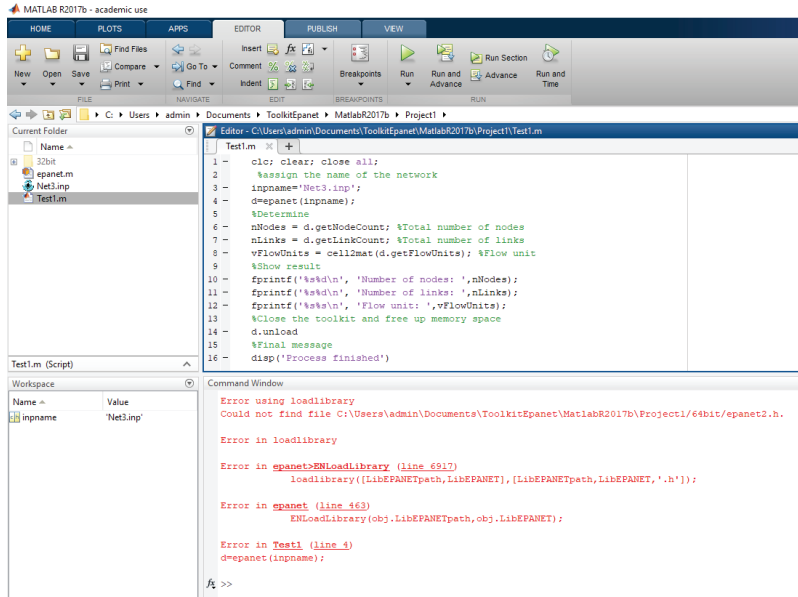 MATLAB R2017b - academic use
HOME PLOTS APPS EDITOR PUBLISH VIEW
New Open Save Find Files Compare Print
Go To Find
Insert fx
Comment
Indent
Breakpoints
Run
Run and Advance
Run Section
Advance
Run and Time
FILE NAVIGATE EDIT BREAKPOINTS RUN
C: Users admin Documents ToolkitEpanet MatlabR2017b Project1
Current Folder
Name
32bit
epanet.m
Net3.inp
Test1.m
Test1.m (Script)
Workspace
Name Value
inpname 'Net3.inp'
Editor - C:\Users\admin\Documents\ToolkitEpanet\MatlabR2017b\Project1\Test1.m
Test1.m × +
1 - clc; clear; close all;
2 %assign the name of the network
3 - inpname='Net3.inp';
4 - d=epanet(inpname);
5 %Determine
6 - nNodes = d.getNodeCount; %Total number of nodes
7 - nLinks = d.getLinkCount; %Total number of links
8 - vFlowUnits = cell2mat(d.getFlowUnits); %Flow unit
9 %Show result
10 - fprintf('%s%d\n', 'Number of nodes: ',nNodes);
11 - fprintf('%s%d\n', 'Number of links: ',nLinks);
12 - fprintf('%s%s\n', 'Flow unit: ',vFlowUnits);
13 %Close the toolkit and free up memory space
14 - d.unload
15 %Final message
16 - disp('Process finished')
Command Window
Error using loadlibrary
Could not find file C:\Users\admin\Documents\ToolkitEpanet\MatlabR2017b\Project1/64bit/epanet2.h.
Error in loadlibrary
Error in epanet>ENLoadLibrary (line 6917)
loadlibrary([LibEPANETpath,LibEPANET],[LibEPANETpath,LibEPANET,'.h']);
Error in epanet (line 463)
ENLoadLibrary(obj.LibEPANETpath,obj.LibEPANET);
Error in Test1 (line 4)
d=epanet(inpname);
fx >>